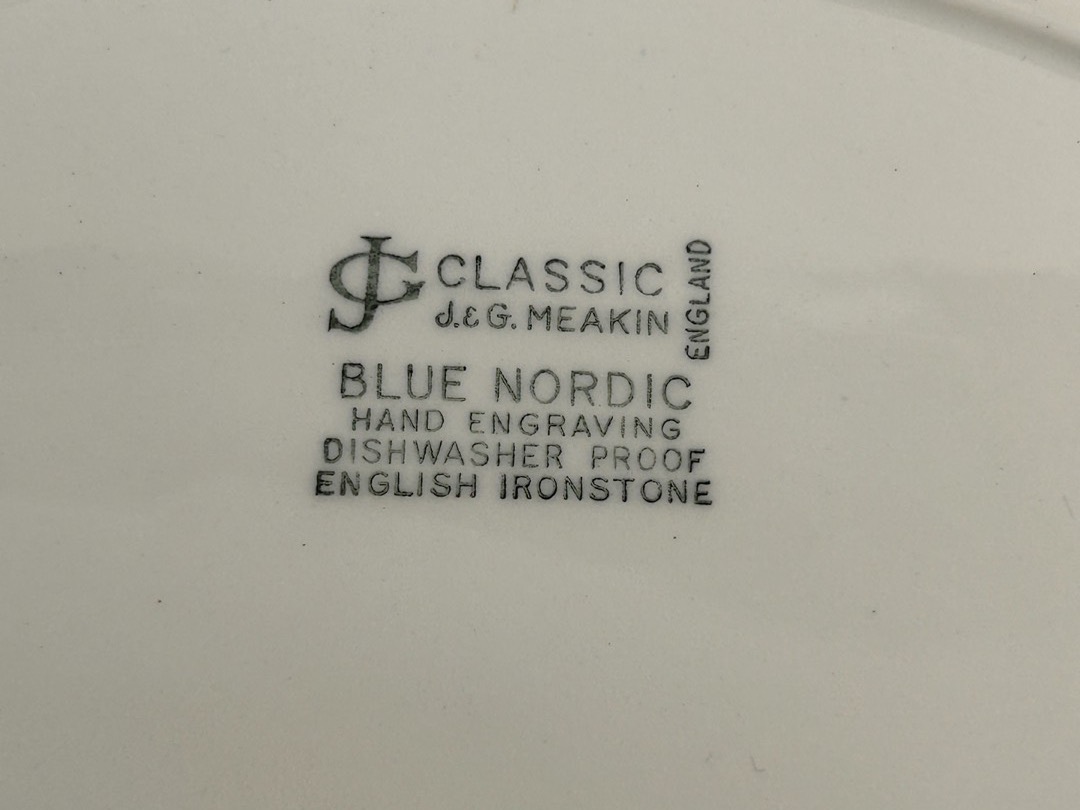 JG CLASSIC
J.&G. MEAKIN
ENGLAND
BLUE NORDIC
HAND ENGRAVING
DISHWASHER PROOF
ENGLISH IRONSTONE